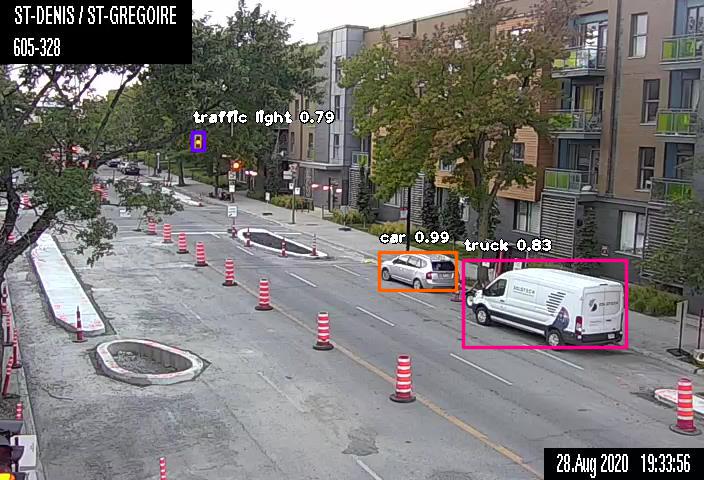 ST-DENIS / ST-GREGOIRE
605-328
traffic light 0.79
car 0.99
truck 0.83
28.Aug 2020 19:33:56